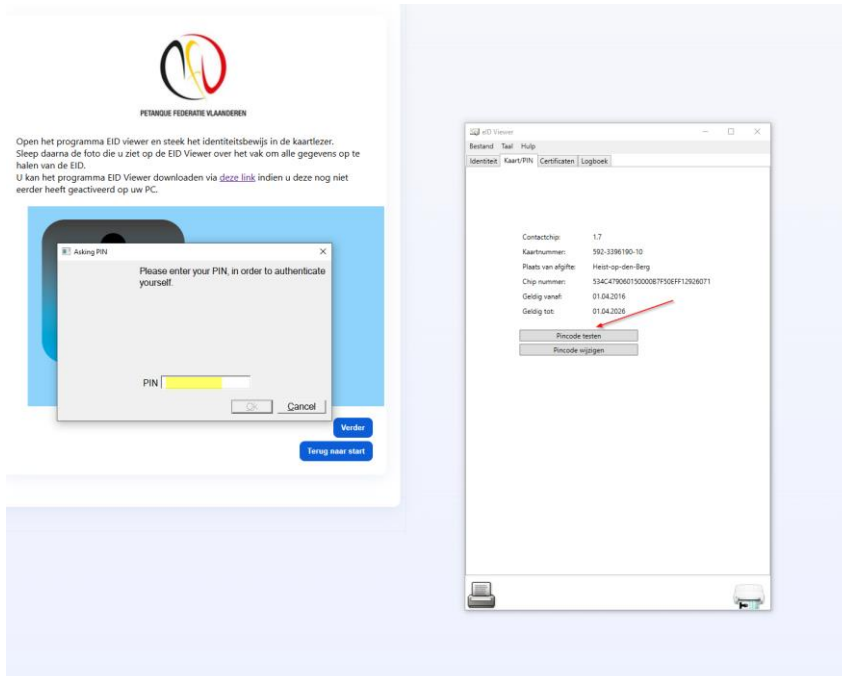 PETANQUE FEDERATIE VLAANDEREN
Open het programma EID viewer en steek het identiteitsbewijs in de kaartlezer.
Sleep daarna de foto die u ziet op de EID Viewer over het vak om alle gegevens op te
halen van de EID.
U kan het programma EID Viewer downloaden via deze link indien u deze nog niet
eerder heeft geactiveerd op uw PC.
Asking PIN
Please enter your PIN, in order to authenticate
yourself.
PIN
Ok Cancel
Verder
Terug naar start
eID Viewer
Bestand Taal Hulp
Identiteit Kaart/PIN Certificaten Logboek
Contactchip: 1.7
Kaartnummer: 592-3396190-10
Plaats van afgifte: Heist-op-den-Berg
Chip nummer: 534C47906015000087F50EFF12926071
Geldig vanaf: 01.04.2016
Geldig tot: 01.04.2026
Pincode testen
Pincode wijzigen